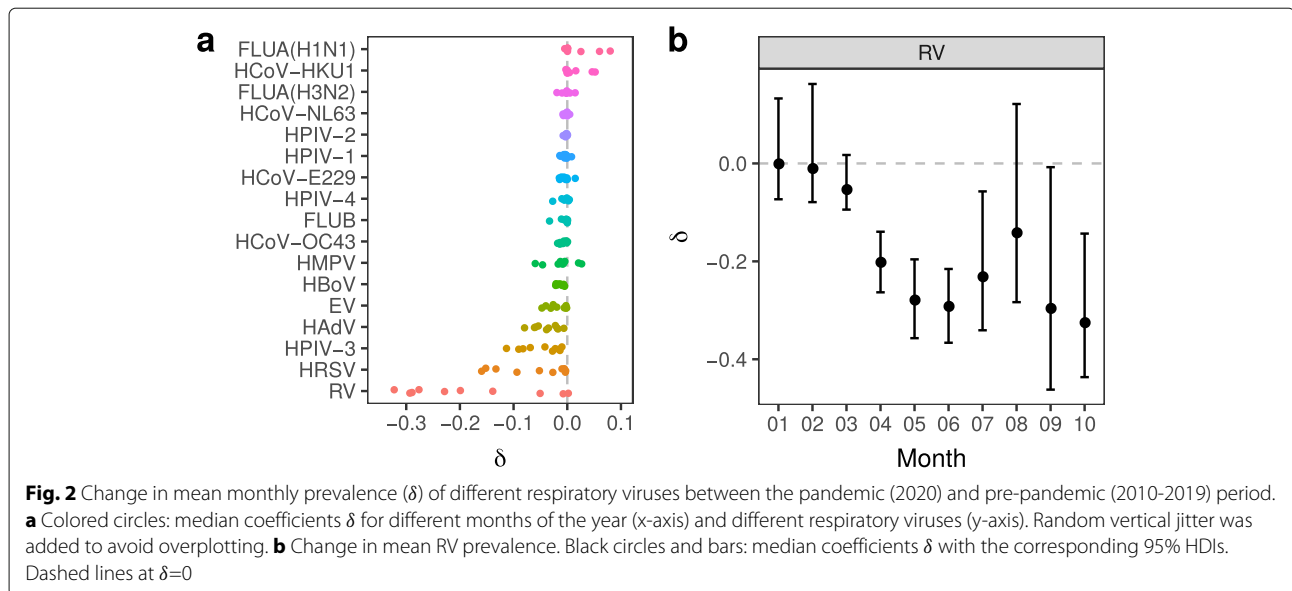 a
FLUA(H1N1)
HCoV−HKU1
FLUA(H3N2)
HCoV−NL63
HPIV−2
HPIV−1
HCoV−E229
HPIV−4
FLUB
HCoV−OC43
HMPV
HBoV
EV
HAdV
HPIV−3
HRSV
RV
−0.3 −0.2 −0.1 0.0 0.1
δ
b
RV
0.0
−0.2
−0.4
δ
01 02 03 04 05 06 07 08 09 10
Month
Fig. 2 Change in mean monthly prevalence (δ) of different respiratory viruses between the pandemic (2020) and pre-pandemic (2010-2019) period.
a Colored circles: median coefficients δ for different months of the year (x-axis) and different respiratory viruses (y-axis). Random vertical jitter was
added to avoid overplotting. b Change in mean RV prevalence. Black circles and bars: median coefficients δ with the corresponding 95% HDIs.
Dashed lines at δ=0